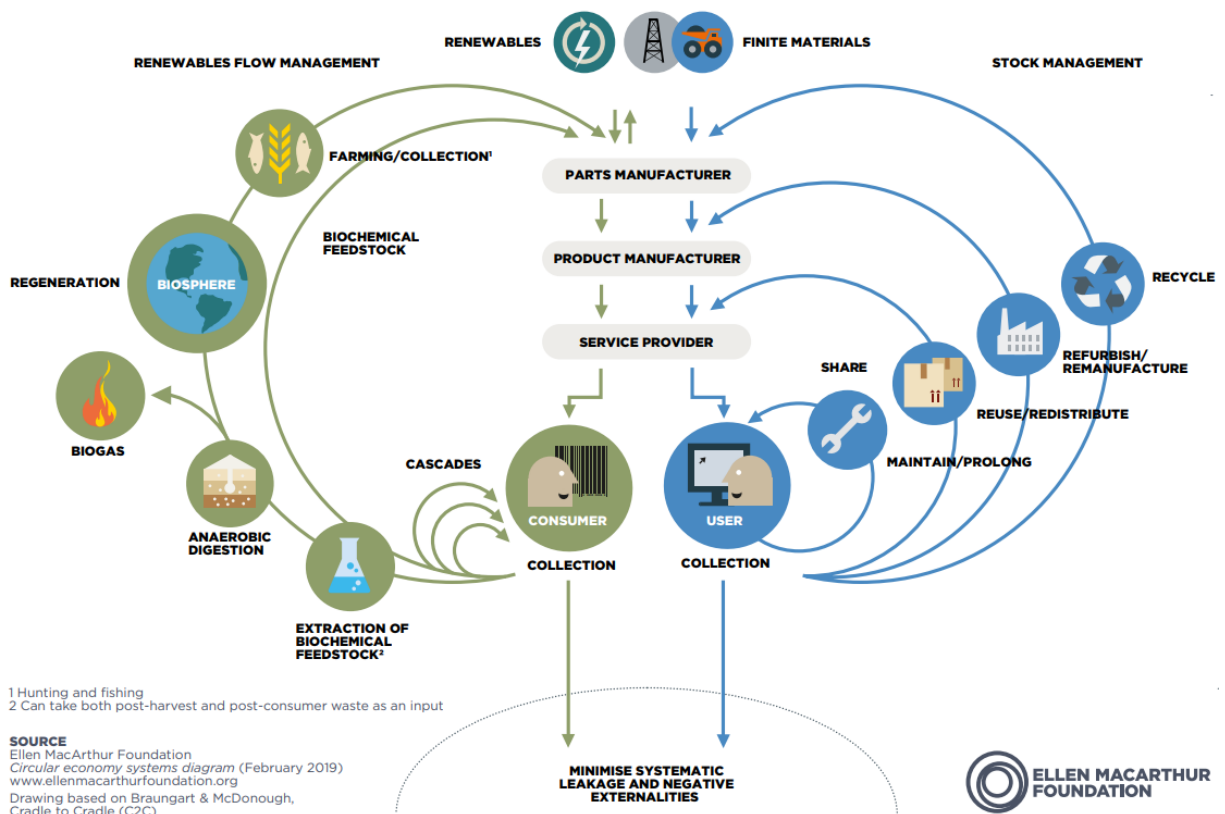 RENEWABLES
FINITE MATERIALS
RENEWABLES FLOW MANAGEMENT
STOCK MANAGEMENT
FARMING/COLLECTION¹
PARTS MANUFACTURER
BIOCHEMICAL
FEEDSTOCK
PRODUCT MANUFACTURER
REGENERATION
BIOSPHERE
RECYCLE
SERVICE PROVIDER
SHARE
REFURBISH/
REMANUFACTURE
REUSE/REDISTRIBUTE
BIOGAS
CASCADES
MAINTAIN/PROLONG
CONSUMER
USER
ANAEROBIC
DIGESTION
COLLECTION
COLLECTION
EXTRACTION OF
BIOCHEMICAL
FEEDSTOCK²
1 Hunting and fishing
2 Can take both post-harvest and post-consumer waste as an input
SOURCE
Ellen MacArthur Foundation
Circular economy systems diagram (February 2019)
www.ellenmacarthurfoundation.org
Drawing based on Braungart & McDonough,
Cradle to Cradle (C2C)
MINIMISE SYSTEMATIC
LEAKAGE AND NEGATIVE
EXTERNALITIES
ELLEN MACARTHUR
FOUNDATION